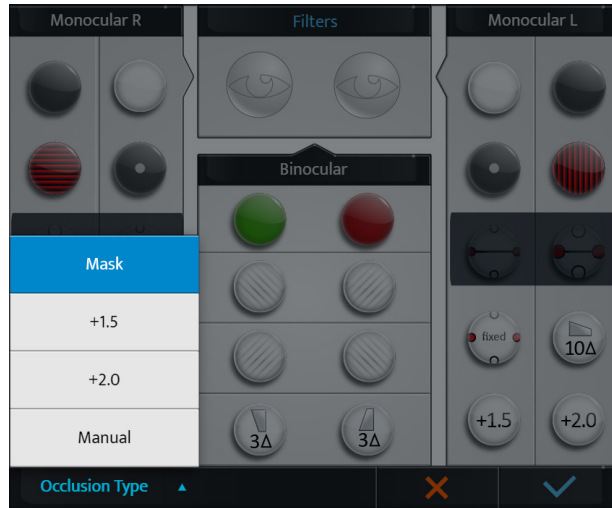 Monocular R
Filters
Monocular L
Binocular
Mask
+1.5
+2.0
Manual
fixed
10Δ
3Δ
3Δ
+1.5
+2.0
Occlusion Type